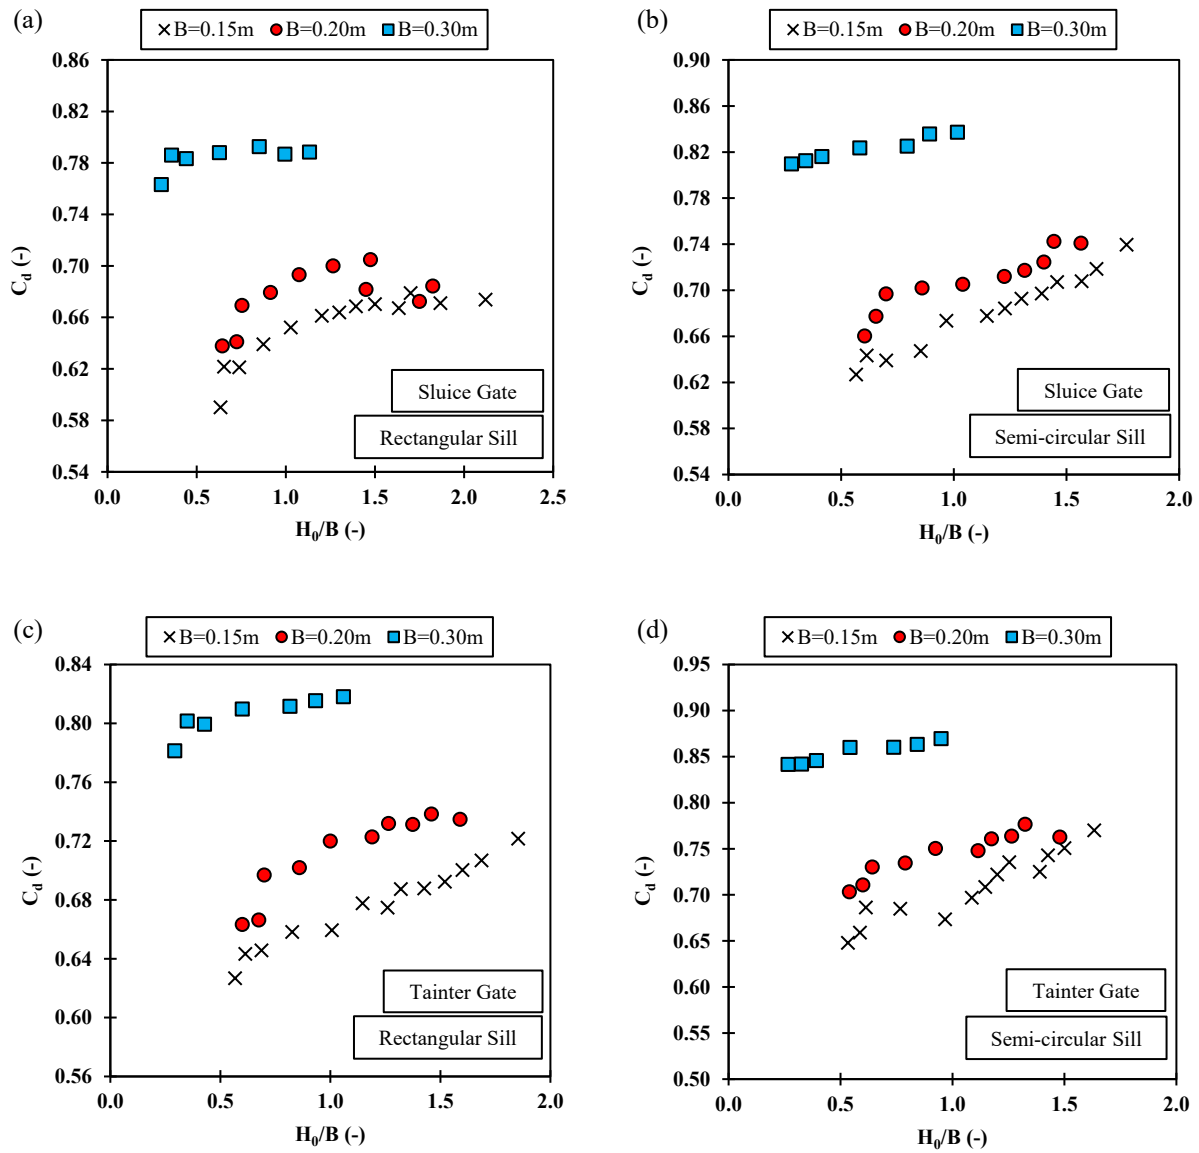 (a)
B=0.15m B=0.20m B=0.30m
0.86
0.82
0.78
0.74
0.70
0.66
0.62
0.58
0.54
C_d (-)
Sluice Gate
Rectangular Sill
0.0 0.5 1.0 1.5 2.0 2.5
H_0/B (-)
(b)
B=0.15m B=0.20m B=0.30m
0.90
0.86
0.82
0.78
0.74
0.70
0.66
0.62
0.58
0.54
C_d (-)
Sluice Gate
Semi-circular Sill
0.0 0.5 1.0 1.5 2.0
H_0/B (-)
(c)
B=0.15m B=0.20m B=0.30m
0.84
0.80
0.76
0.72
0.68
0.64
0.60
0.56
C_d (-)
Tainter Gate
Rectangular Sill
0.0 0.5 1.0 1.5 2.0
H_0/B (-)
(d)
B=0.15m B=0.20m B=0.30m
0.95
0.90
0.85
0.80
0.75
0.70
0.65
0.60
0.55
0.50
C_d (-)
Tainter Gate
Semi-circular Sill
0.0 0.5 1.0 1.5 2.0
H_0/B (-)